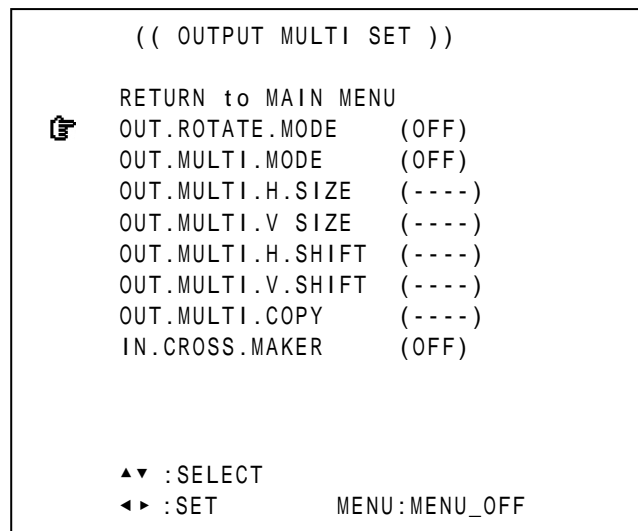 (( OUTPUT MULTI SET ))
RETURN to MAIN MENU
☞ OUT.ROTATE.MODE (OFF)
OUT.MULTI.MODE (OFF)
OUT.MULTI.H.SIZE (----)
OUT.MULTI.V SIZE (----)
OUT.MULTI.H.SHIFT (----)
OUT.MULTI.V.SHIFT (----)
OUT.MULTI.COPY (----)
IN.CROSS.MAKER (OFF)
▲▼ :SELECT
◄► :SET MENU:MENU_OFF